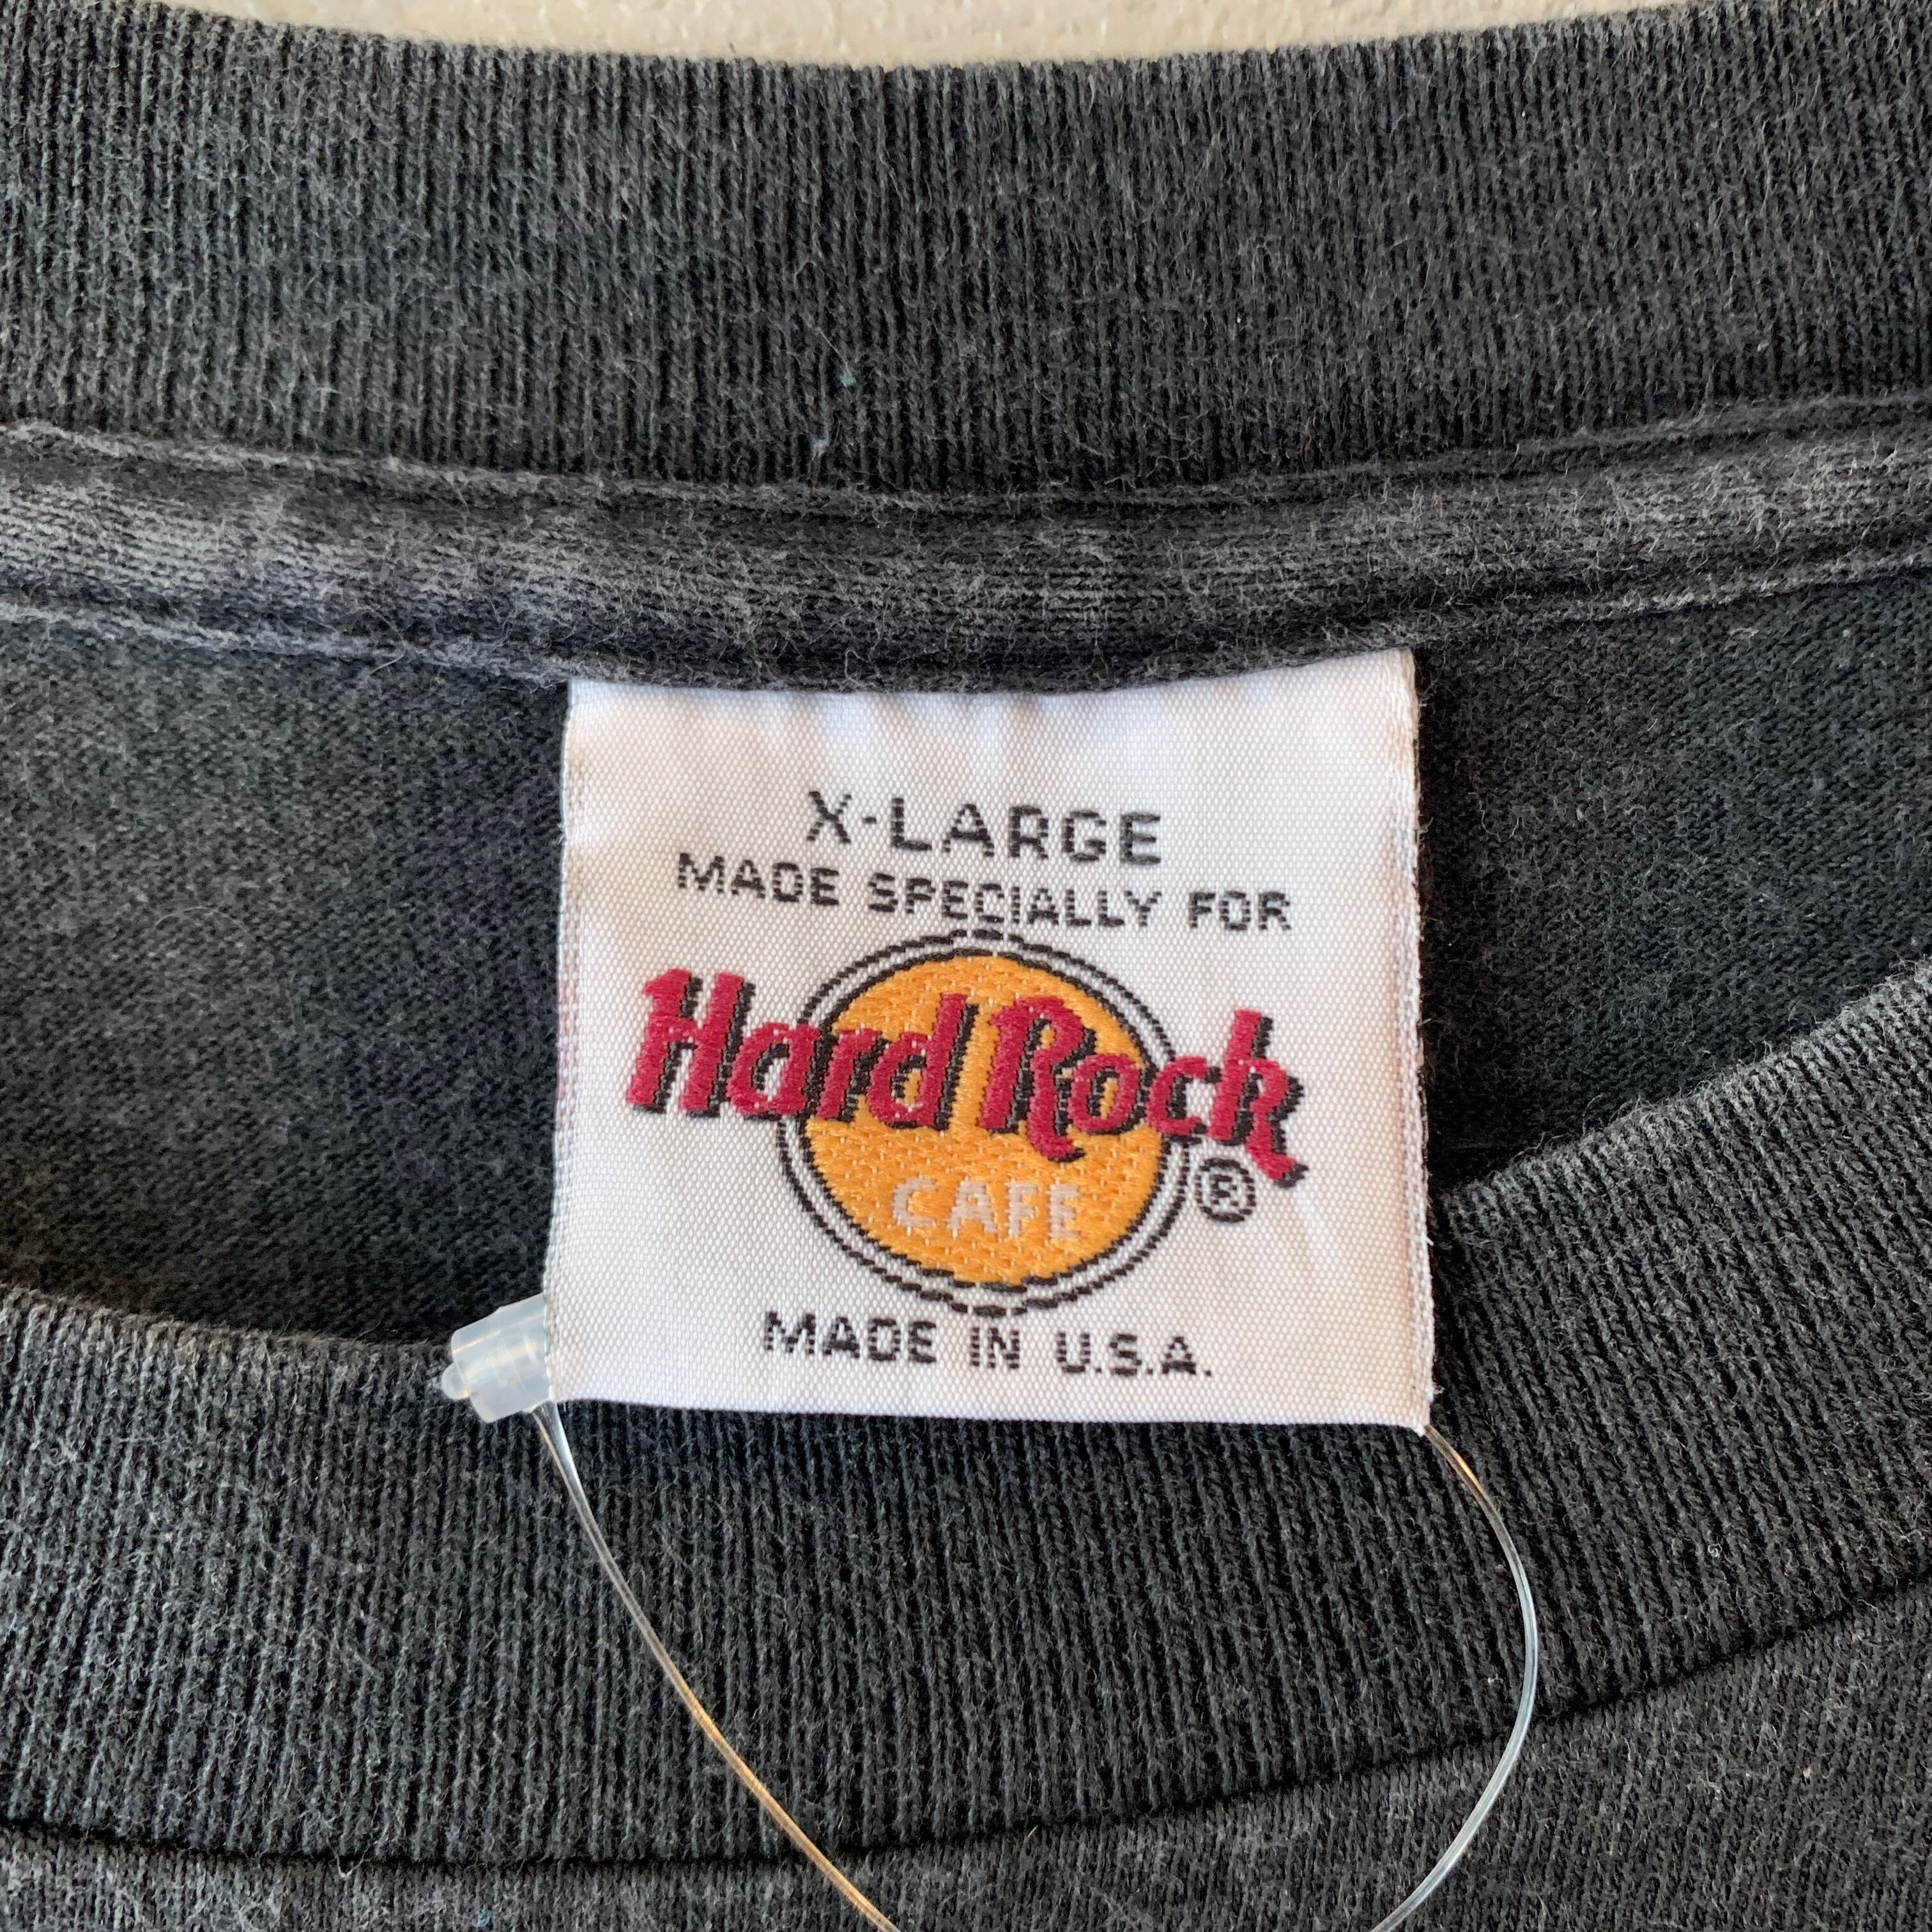 X-LARGE
MADE SPECIALLY FOR
Hard Rock
CAFE ®
MADE IN U.S.A.